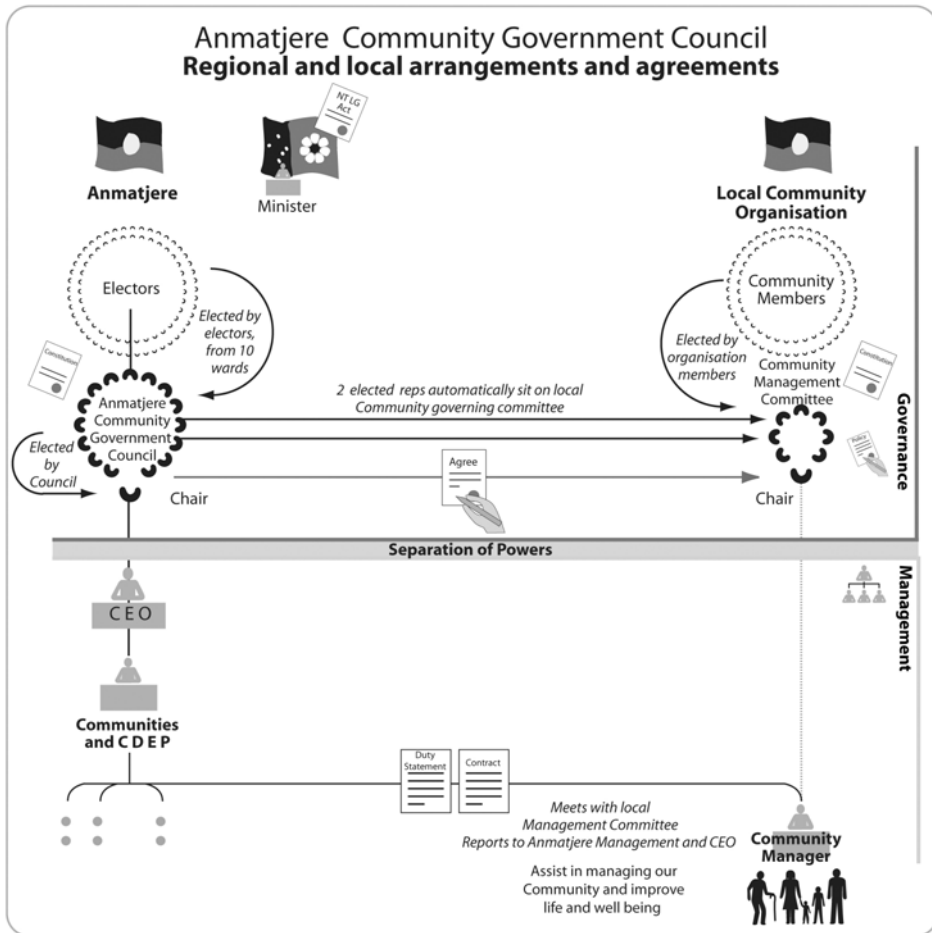 Anmatjere Community Government Council
Regional and local arrangements and agreements
NT LG
Act
Anmatjere
Minister
Local Community
Organisation
Electors
Elected by
electors,
from 10
wards
Community
Members
Elected by
organisation
members
Constitution
Anmatjere
Community
Government
Council
2 elected reps automatically sit on local
Community governing committee
Community
Management
Committee
Constitution
Policy
Governance
Elected
by
Council
Chair
Agree
Chair
Separation of Powers
Management
CEO
Communities
and C D E P
Duty
Statement
Contract
Meets with local
Management Committee
Reports to Anmatjere Management and CEO
Community
Manager
Assist in managing our
Community and improve
life and well being